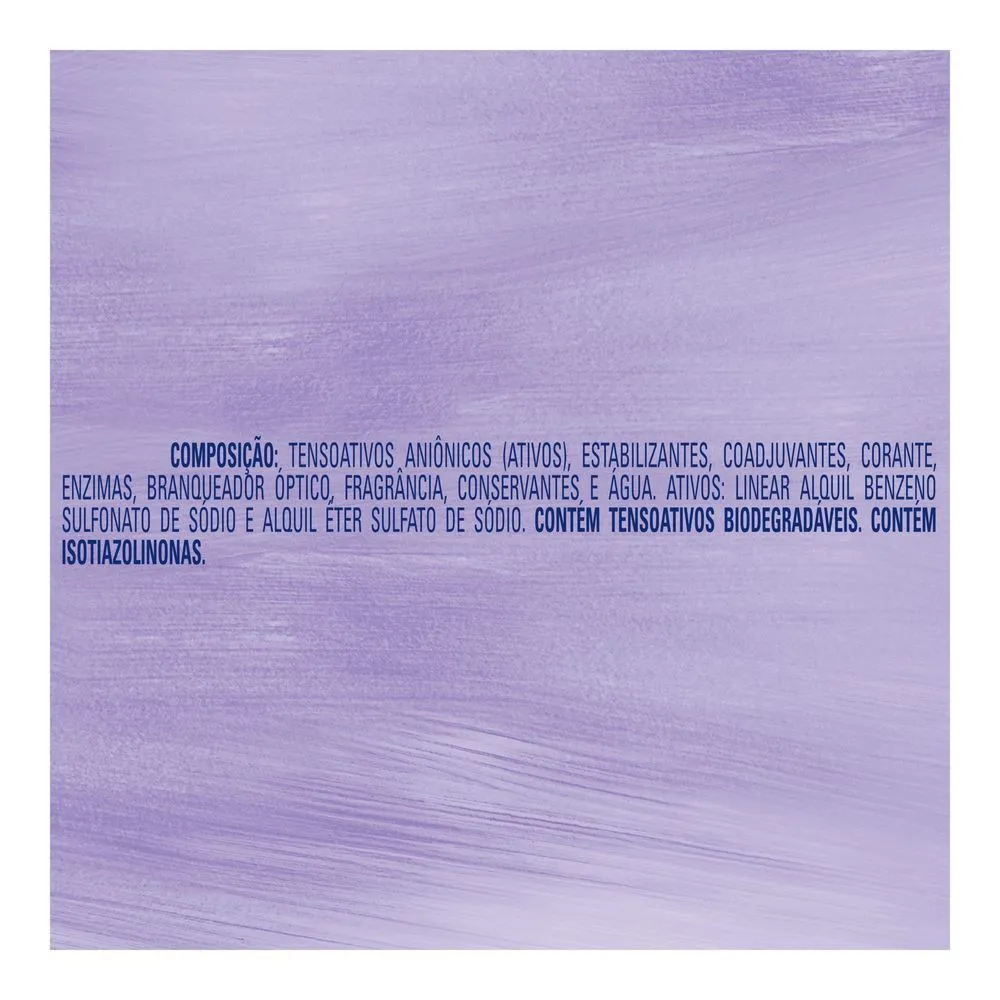 COMPOSIÇÃO: TENSOATIVOS ANIÔNICOS (ATIVOS), ESTABILIZANTES, COADJUVANTES, CORANTE,
ENZIMAS, BRANQUEADOR ÓPTICO, FRAGRÂNCIA, CONSERVANTES E ÁGUA. ATIVOS: LINEAR ALQUIL BENZENO
SULFONATO DE SÓDIO E ALQUIL ÉTER SULFATO DE SÓDIO. CONTÉM TENSOATIVOS BIODEGRADÁVEIS. CONTÉM
ISOTIAZOLINONAS.